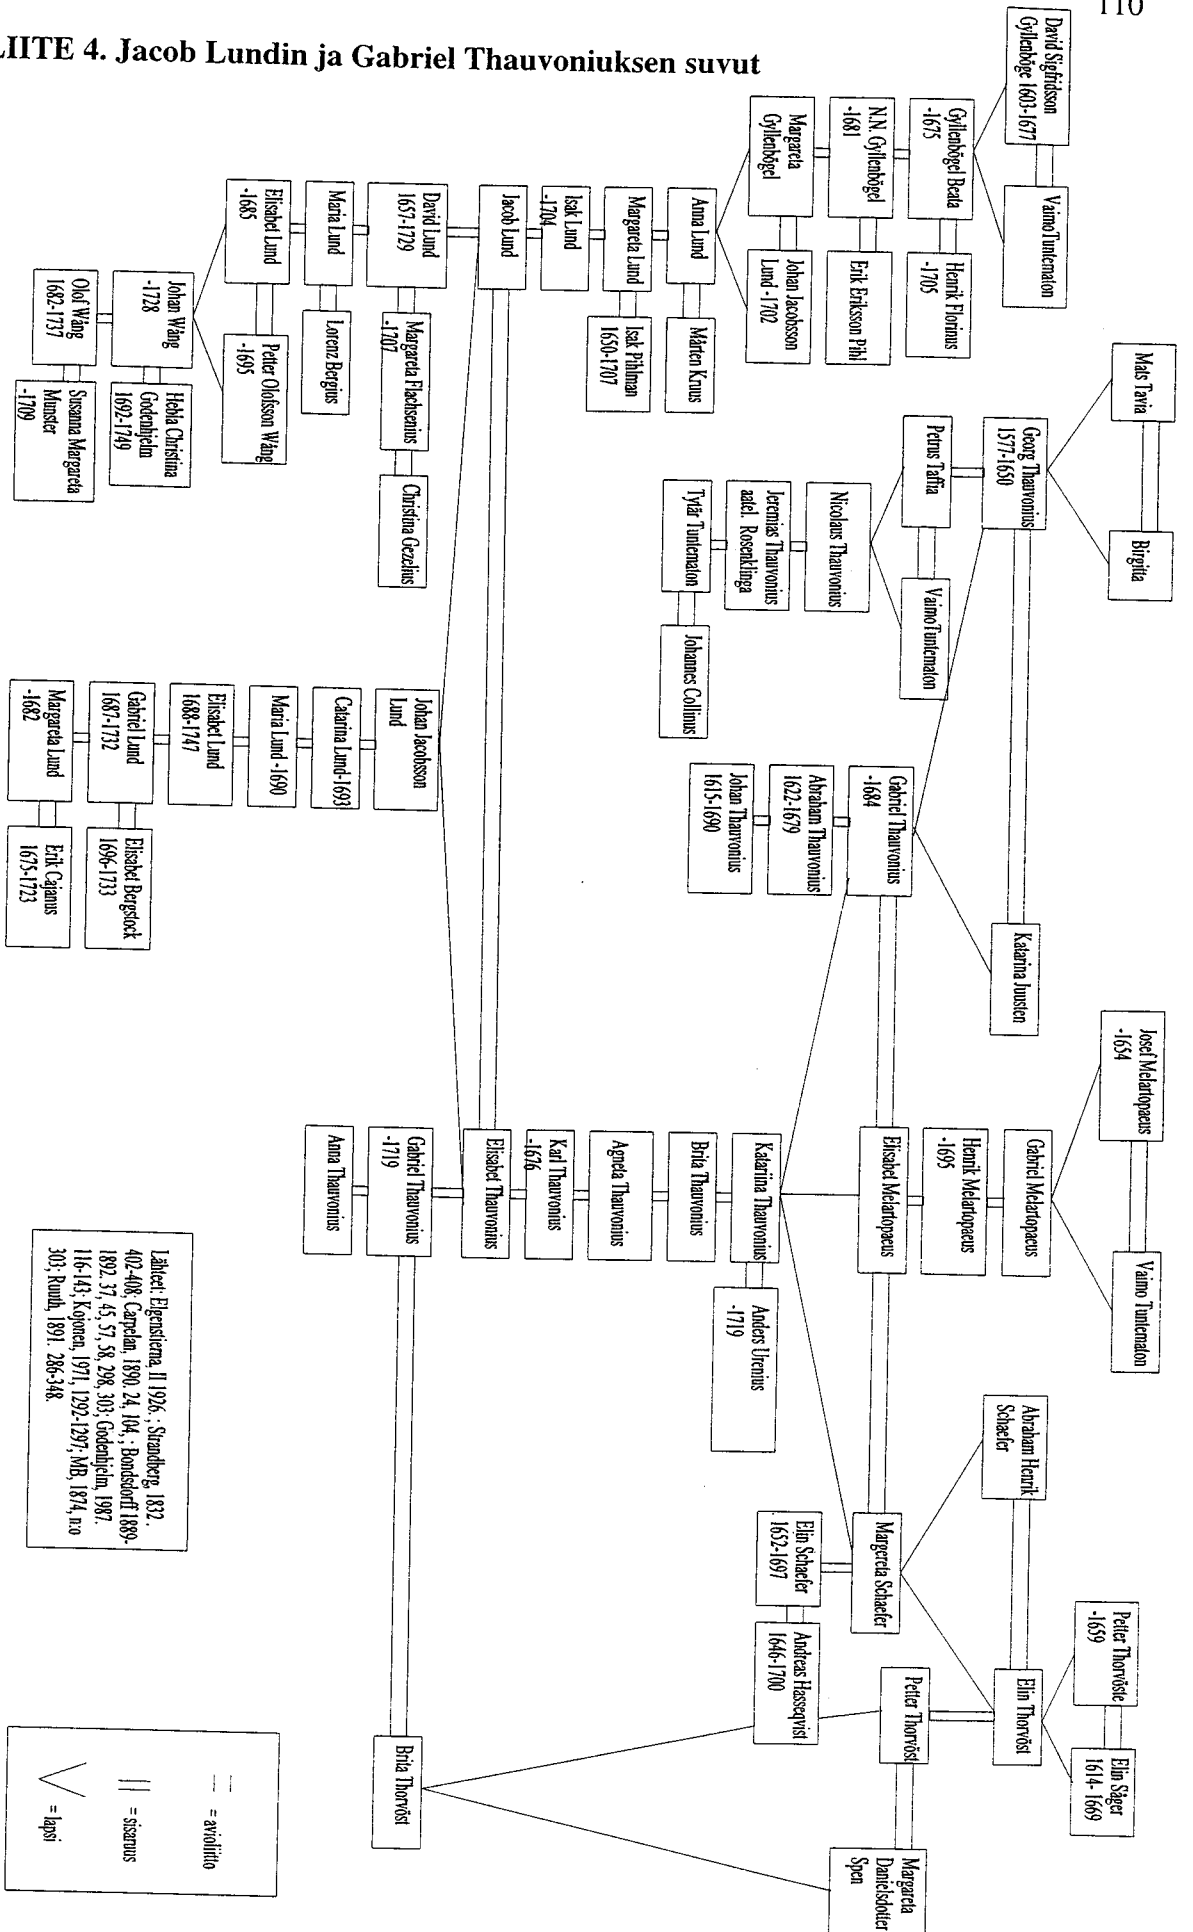 110
LIITE 4. Jacob Lundin ja Gabriel Thauvoniuksen suvut
David Sigfridsson
Gyllenböge 1603-1677
VaimoTuntematon
Gyllenbögel Beata
-1675
Henrik Florinus
-1705
N.N. Gyllenbögel
-1681
Erik Eriksson Pihl
Margareta
Gyllenbögel
Johan Jacobsson
Lund -1702
Anna Lund
Mårten Kruus
Margareta Lund
Isak Pihlman
1650-1707
Isak Lund
-1704
Jacob Lund
David Lund
1657-1729
Margareta Flachsenius
-1707
Christina Gezelius
Maria Lund
Lorenz Bergius
Elisabet Lund
-1685
Petter Olofsson Wång
-1695
Johan Wång
-1728
Hebla Christina
Godenhjelm
1692-1749
Olof Wång
1682-1737
Susanna Margareta
Munster
-1709
Mats Tavia
Birgitta
Georg Thauvonius
1577-1650
Katarina Juusten
Petrus Taffia
VaimoTuntematon
Nicolaus Thauvonius
Jeremias Thauvonius
aatel. Rosenklinga
Tytär Tuntematon
Johannes Collinus
Gabriel Thauvonius
-1684
Abraham Thauvonius
1622-1679
Johan Thauvonius
1615-1690
Johan Jacobsson
Lund
Catarina Lund-1693
Maria Lund -1690
Elisabet Lund
1688-1747
Gabriel Lund
1687-1732
Elisabet Bergstock
1696-1733
Margareta Lund
-1682
Erik Cajanus
1675-1723
Josef Melartopaeus
-1654
Vaimo Tuntematon
Gabriel Melartopaeus
Henrik Melartopaeus
-1695
Elisabet Melartopaeus
Katariina Thauvonius
Anders Urenius
-1719
Brita Thauvonius
Agneta Thauvonius
Karl Thauvonius
-1676
Elisabet Thauvonius
Gabriel Thauvonius
-1719
Anna Thauvonius
Abraham Henrik
Schaefer
Margereta Schaefer
Elin Schaefer
1652-1697
Andreas Hasseqvist
1646-1700
Petter Thorvöste
-1659
Elin Såger
1614- 1669
Elin Thorvöst
Petter Thorvöst
Margareta
Danielsdotter
Spen
Brita Thorvöst
Lähteet: Elgenstierna, II 1926. ; Strandberg, 1832 .
402-408; Carpelan, 1890. 24, 104, ; Bondsdorff 1889-
1892. 37, 45, 57, 58, 298, 303; Godenhjelm, 1987.
116-143; Kojonen, 1971, 1292-1297; MB, 1874, n:o
303; Ruuth, 1891. 286-348.
= avioliitto
= sisaruus
= lapsi